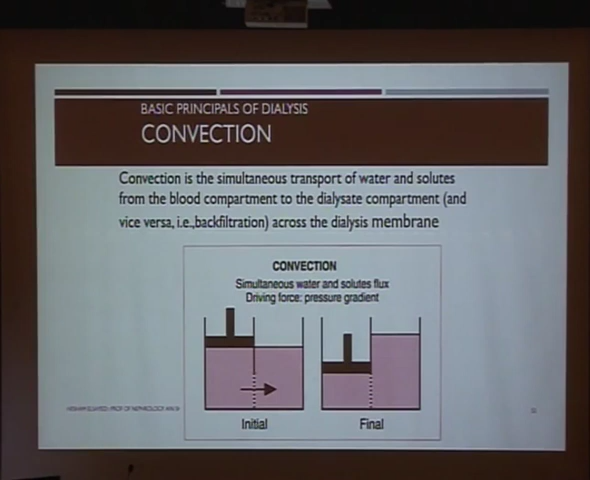 BASIC PRINCIPALS OF DIALYSIS
CONVECTION
Convection is the simultaneous transport of water and solutes
from the blood compartment to the dialysate compartment (and
vice versa, i.e.,backfiltration) across the dialysis membrane
CONVECTION
Simultaneous water and solutes flux
Driving force: pressure gradient
Initial
Final